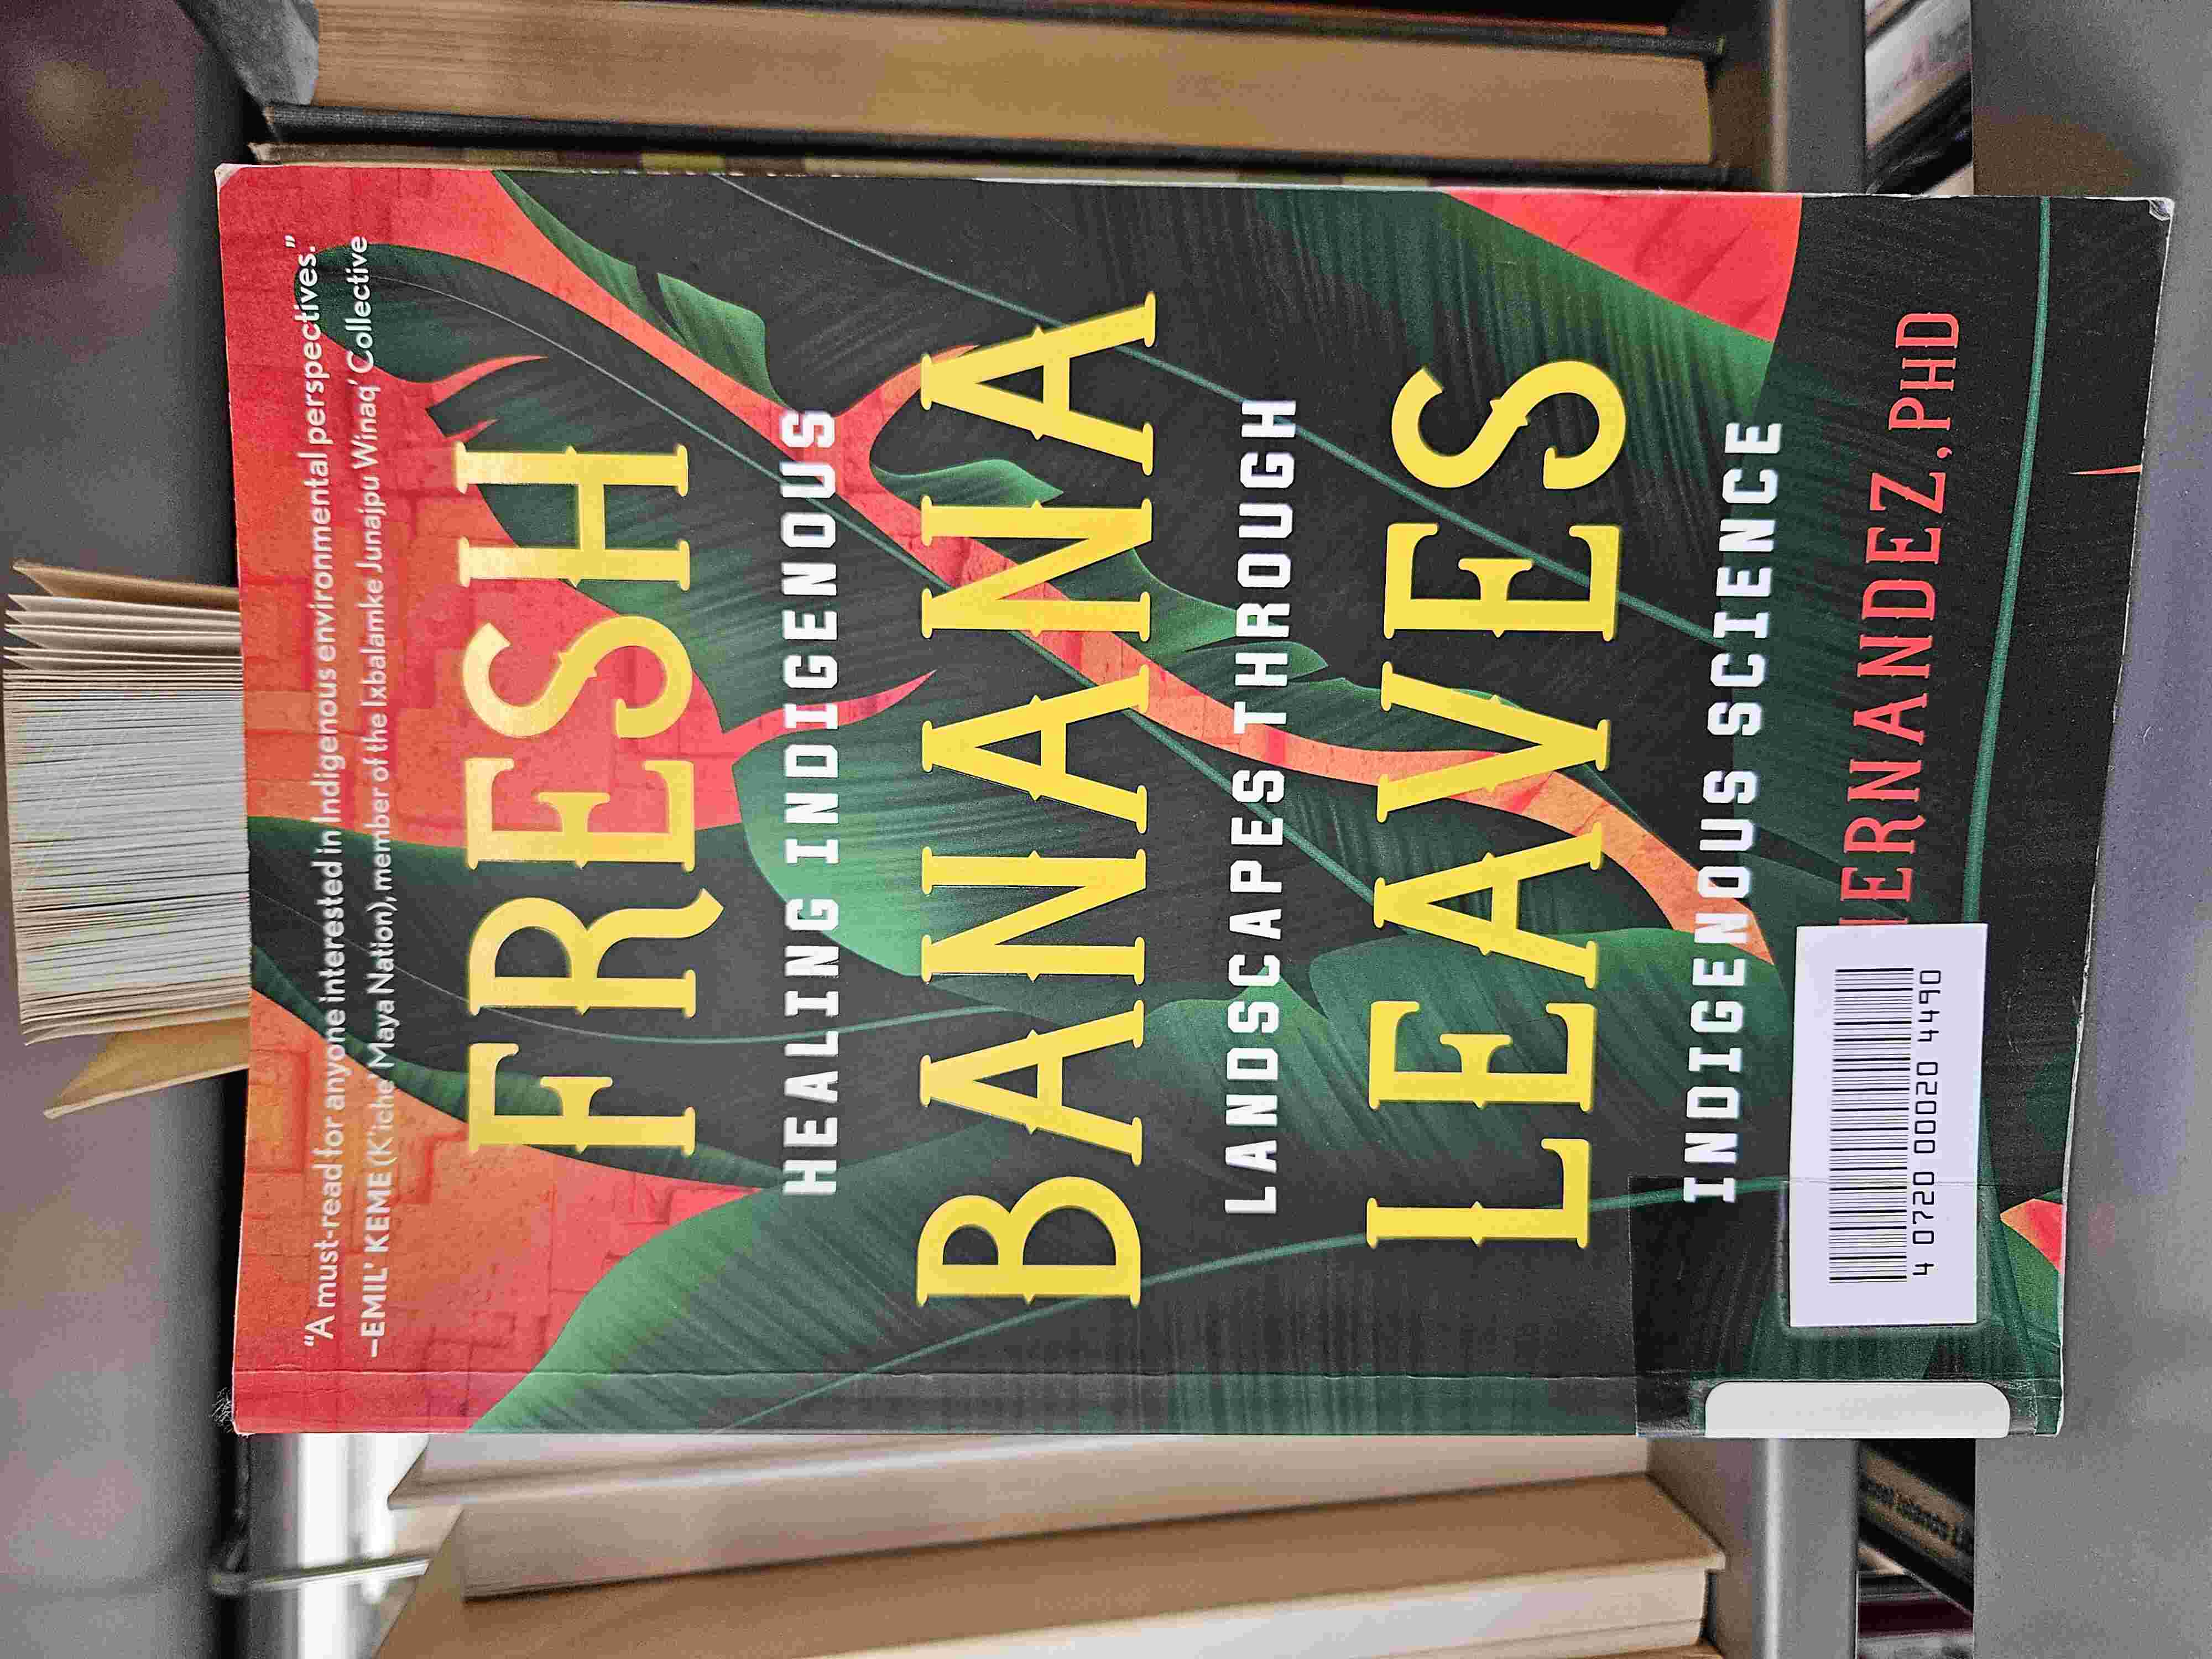 “A must-read for anyone interested in Indigenous environmental perspectives.”
—EMIL’ KEME (K’iche’ Maya Nation), member of the Ixbalamke Junajpu Winaq’ Collective
FRESH
HEALING INDIGENOUS
BANANA
LANDSCAPES THROUGH
LEAVES
INDIGENOUS SCIENCE
HERNANDEZ, PHD
4 0720 00020 4490